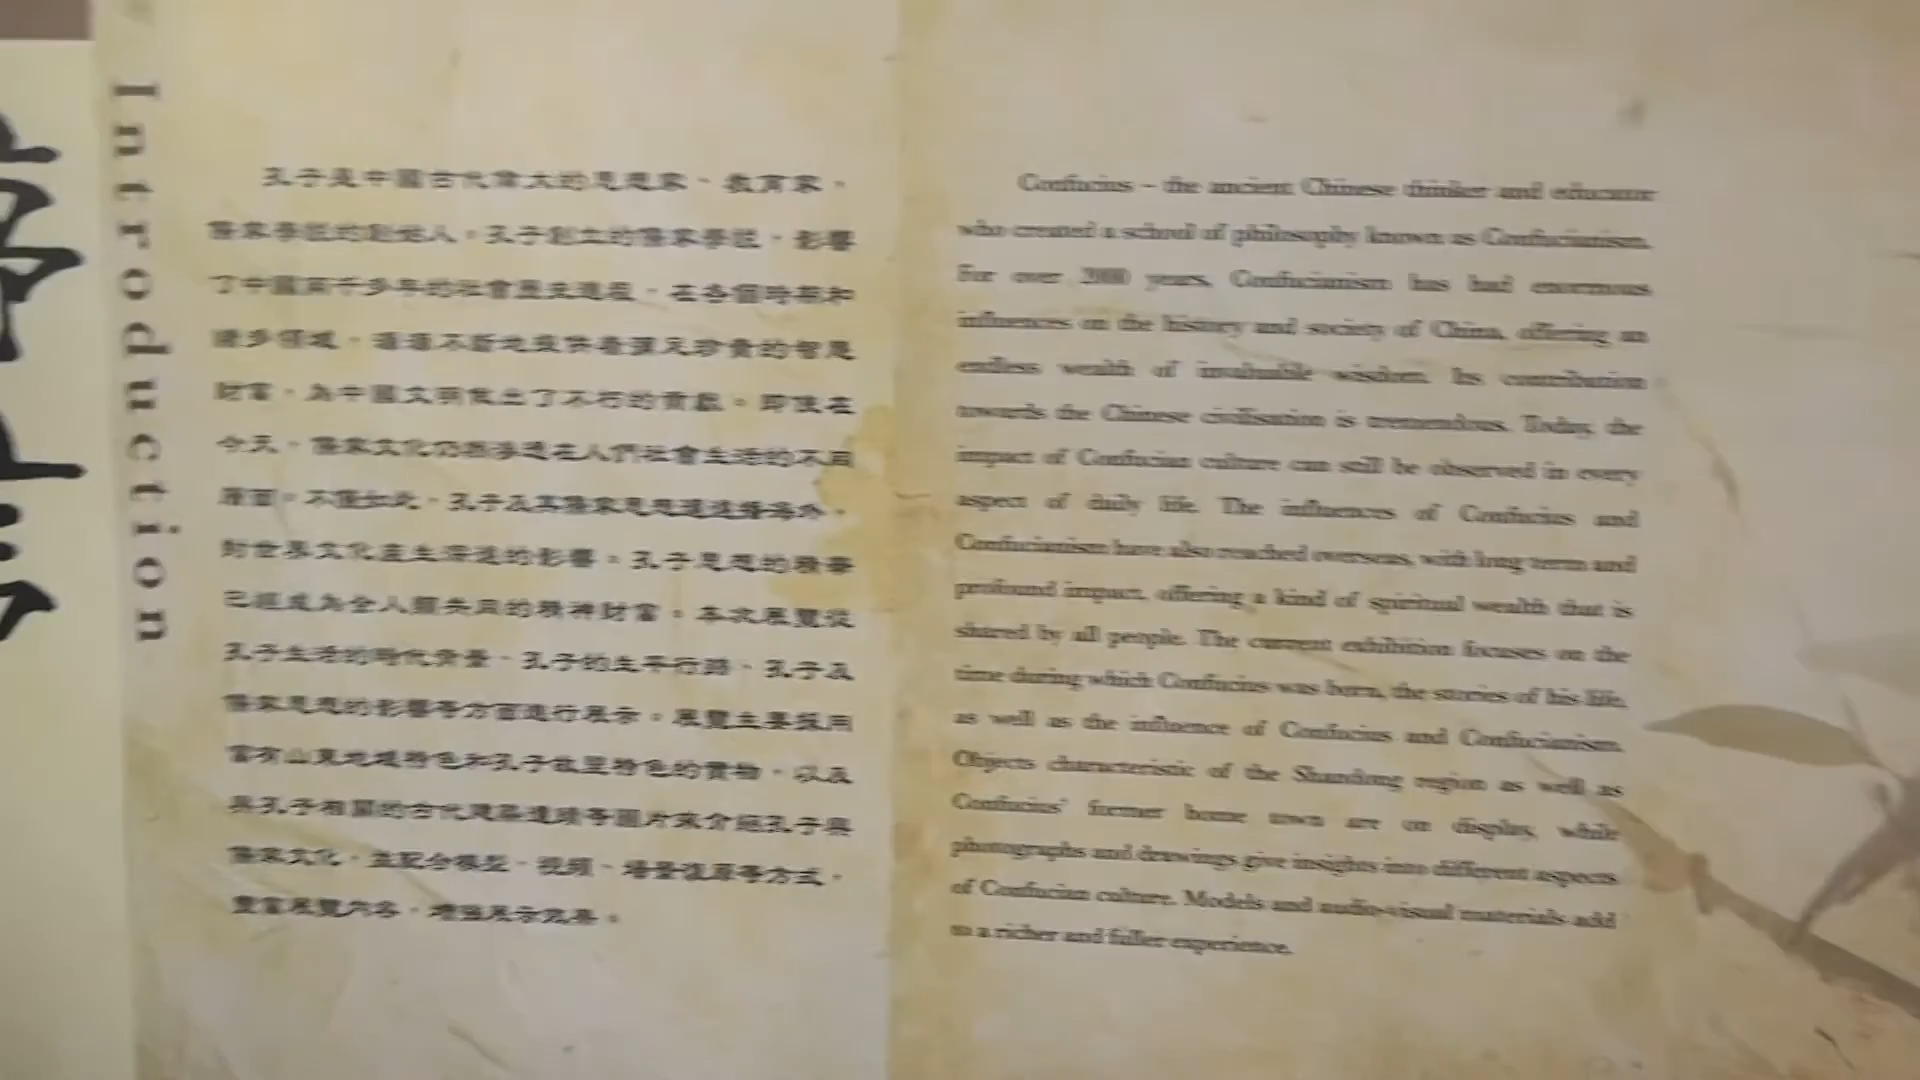 Introduction
孔子是中國古代偉大的思想家、教育家，
儒家學派的創始人。孔子創立的儒家學派，影響
了中國兩千多年的社會歷史進程，在各個時期和
諸多領域，源源不斷地提供着彌足珍貴的智慧
財富，為中國文明做出了不朽的貢獻。即使在
今天，儒家文化仍然滲透在人們社會生活的不同
層面。不僅如此，孔子及其儒家思想還遠播海外，
對世界文化產生深遠的影響。孔子思想的精華
已經成為全人類共同的精神財富。本次展覽從
孔子生活的時代背景、孔子的生平行跡、孔子及
儒家思想的影響等方面進行展示。展覽主要採用
富有山東地域特色和孔子故里特色的實物，以及
與孔子相關的古代建築遺蹟等圖片來介紹孔子與
儒家文化，並配合模型、視頻、場景復原等方式，
豐富展覽內容，增強展示效果。
Confucius – the ancient Chinese thinker and educator
who created a school of philosophy known as Confucianism.
For over 2000 years, Confucianism has had enormous
influences on the history and society of China, offering an
endless wealth of invaluable wisdom. Its contribution
towards the Chinese civilisation is tremendous. Today, the
impact of Confucian culture can still be observed in every
aspect of daily life. The influences of Confucius and
Confucianism have also reached overseas, with long term and
profound impact, offering a kind of spiritual wealth that is
shared by all people. The current exhibition focuses on the
time during which Confucius was born, the stories of his life,
as well as the influence of Confucius and Confucianism.
Objects characteristic of the Shandong region as well as
Confucius' former home town are on display, while
photographs and drawings give insights into different aspects
of Confucian culture. Models and audio-visual materials add
to a richer and fuller experience.